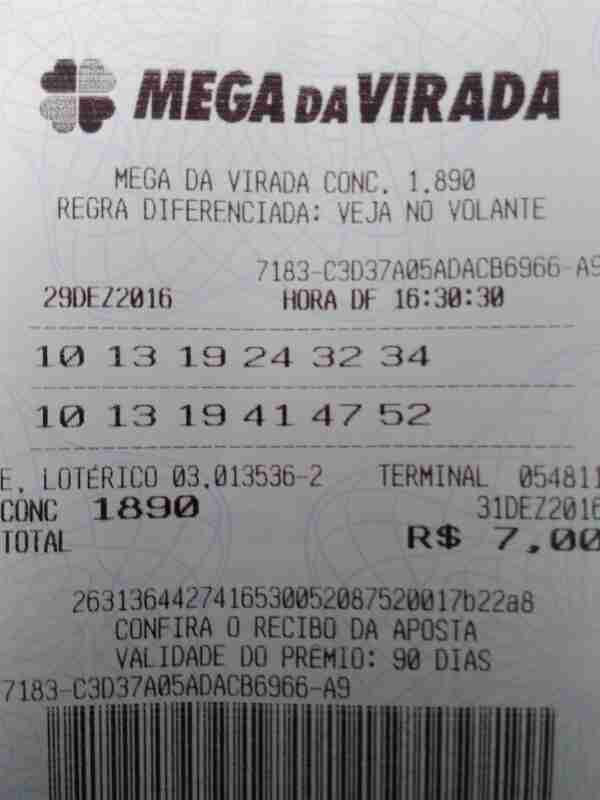 MEGA DA VIRADA
MEGA DA VIRADA CONC. 1.890
REGRA DIFERENCIADA: VEJA NO VOLANTE
7183-C3D37A05ADACB6966-A9
29DEZ2016 HORA DF 16:30:30
10 13 19 24 32 34
10 13 19 41 47 52
E. LOTÉRICO 03.013536-2 TERMINAL 054811
CONC 1890 31DEZ2016
TOTAL R$ 7,00
2631364427416530052087520017b22a8
CONFIRA O RECIBO DA APOSTA
VALIDADE DO PRÊMIO: 90 DIAS
7183-C3D37A05ADACB6966-A9